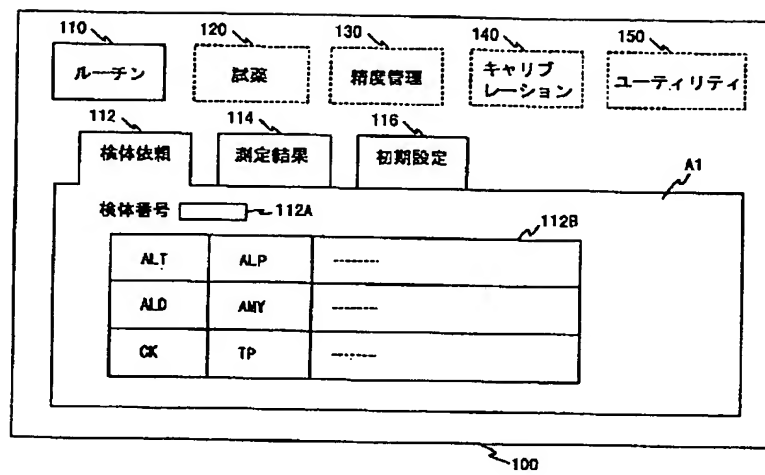 110 120 130 140 150
ルーチン 試薬 精度管理 キャリブ
レーション ユーティリティ
112 114 116
検体依頼 測定結果 初期設定
A1
検体番号 112A
112B
ALT ALP -------
ALD AMY -------
CK TP -------
100